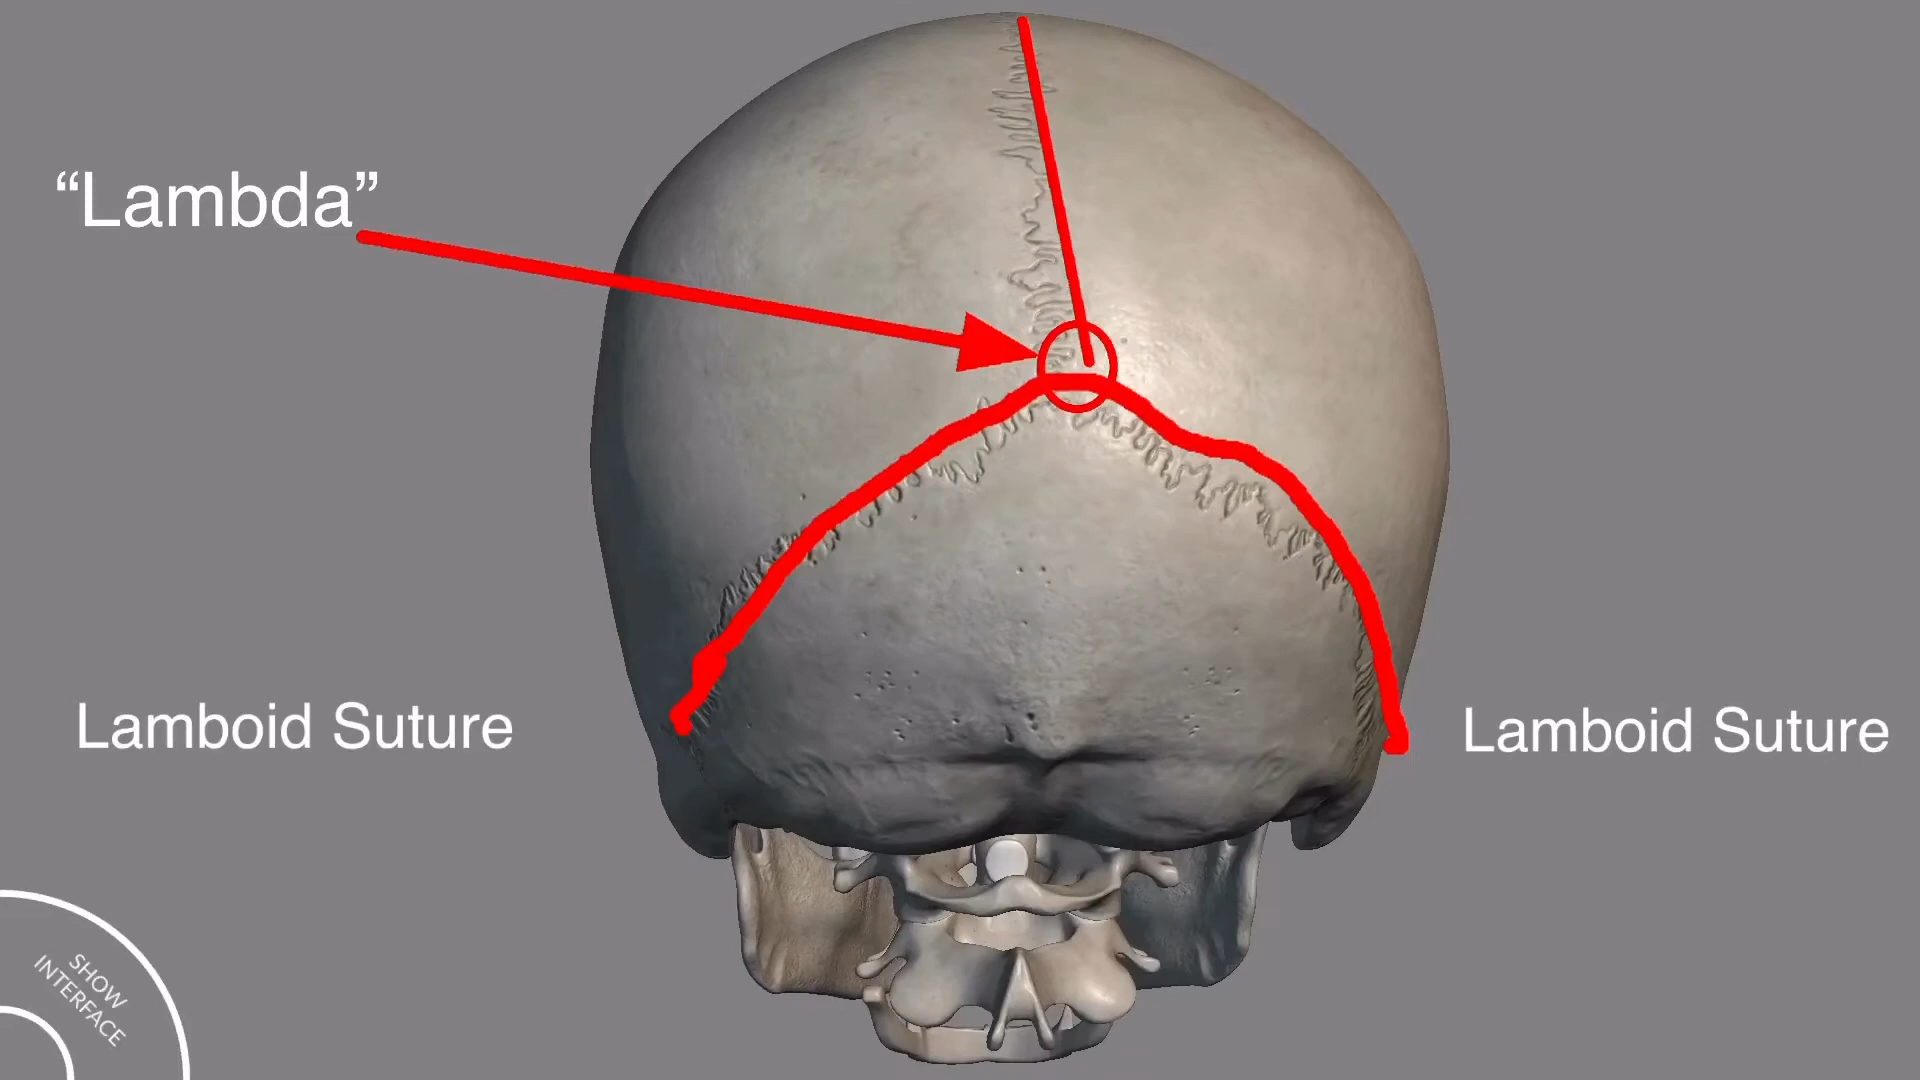 “Lambda”
Lamboid Suture
Lamboid Suture
SHOW
INTERFACE